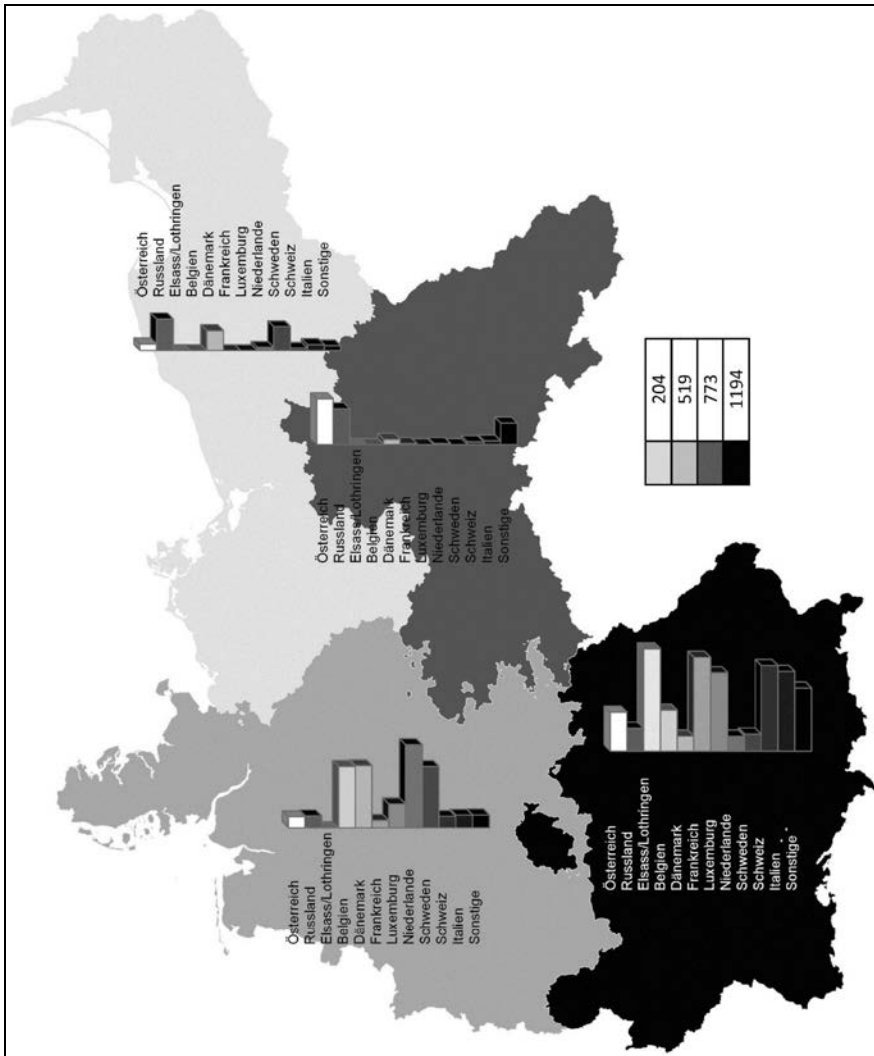 Österreich
Russland
Elsass/Lothringen
Belgien
Dänemark
Frankreich
Luxemburg
Niederlande
Schweden
Schweiz
Italien
Sonstige
Österreich
Russland
Elsass/Lothringen
Belgien
Dänemark
Frankreich
Luxemburg
Niederlande
Schweden
Schweiz
Italien
Sonstige
204
519
773
1194
Österreich
Russland
Elsass/Lothringen
Belgien
Dänemark
Frankreich
Luxemburg
Niederlande
Schweden
Schweiz
Italien
Sonstige
Österreich
Russland
Elsass/Lothringen
Belgien
Dänemark
Frankreich
Luxemburg
Niederlande
Schweden
Schweiz
Italien
Sonstige